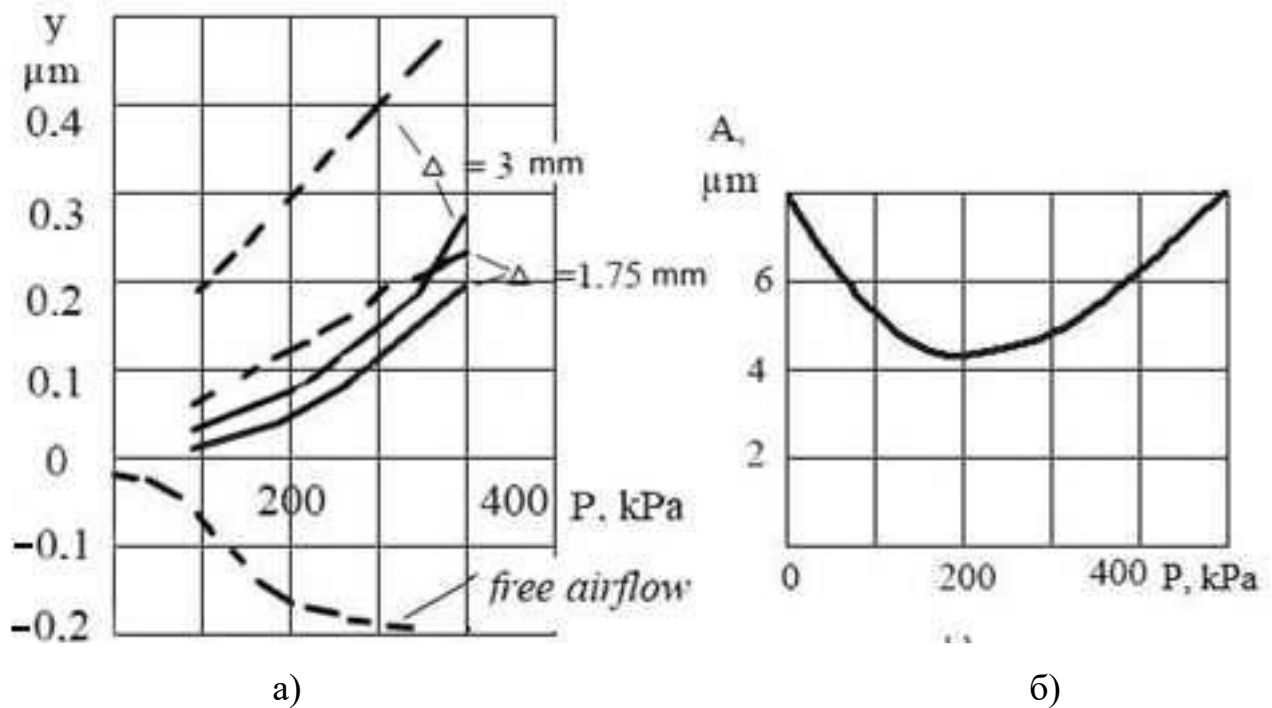 y
μm
0.4
0.3
0.2
0.1
0
−0.1
−0.2
200
400
P. kPa
Δ = 3 mm
Δ =1.75 mm
free airflow
а)
A,
μm
6
4
2
0
200
400
P, kPa
б)